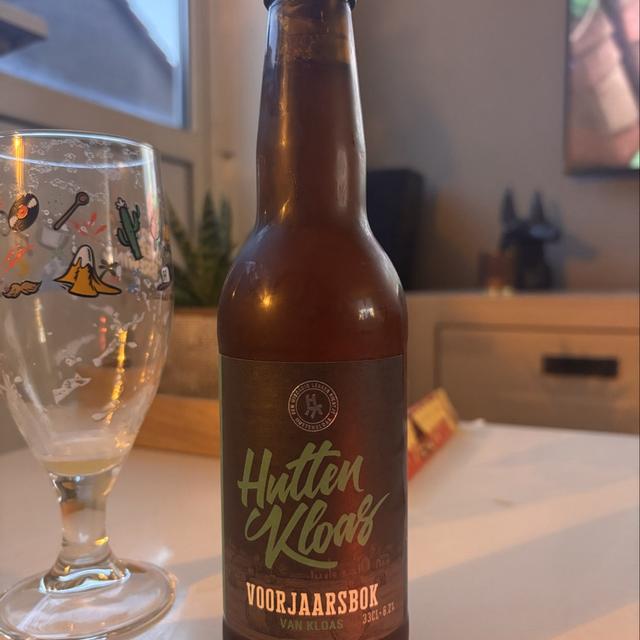 Hutten
Kloas
VOORJAARSBOK
VAN KLOAS
33CL-6.2%